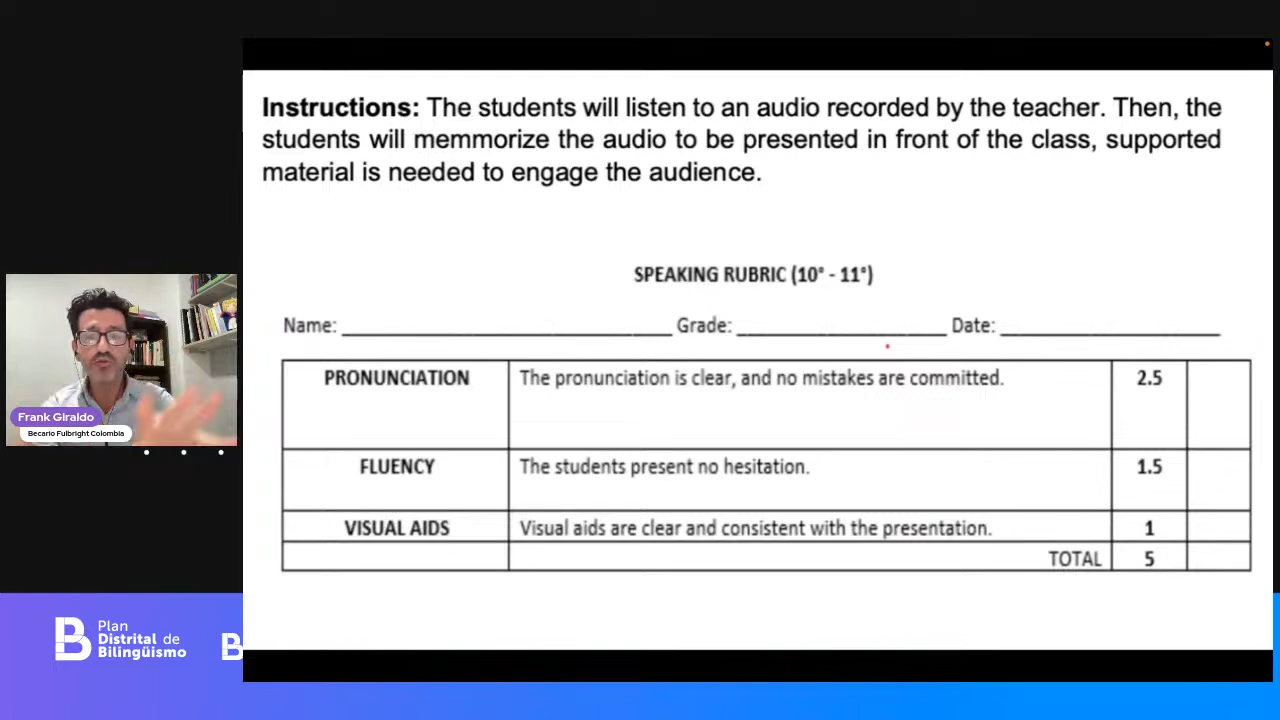 Instructions: The students will listen to an audio recorded by the teacher. Then, the
students will memmorize the audio to be presented in front of the class, supported
material is needed to engage the audience.
SPEAKING RUBRIC (10° - 11°)
Name: Grade: Date:
PRONUNCIATION The pronunciation is clear, and no mistakes are committed. 2.5
FLUENCY The students present no hesitation. 1.5
VISUAL AIDS Visual aids are clear and consistent with the presentation. 1
TOTAL 5
Frank Giraldo
Becario Fulbright Colombia
B Plan
Distrital de
Bilingüismo
B